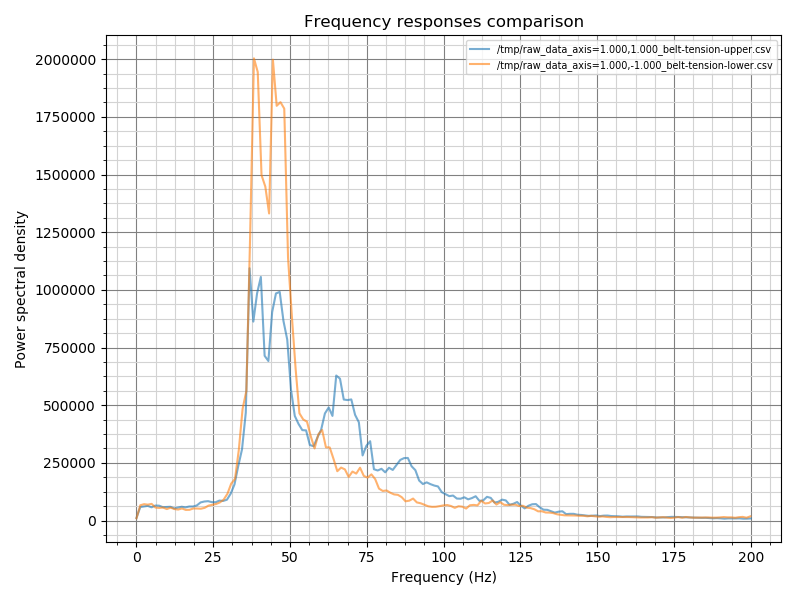 Frequency responses comparison
/tmp/raw_data_axis=1.000,1.000_belt-tension-upper.csv
/tmp/raw_data_axis=1.000,-1.000_belt-tension-lower.csv
2000000
1750000
1500000
1250000
1000000
750000
500000
250000
0
Power spectral density
0 25 50 75 100 125 150 175 200
Frequency (Hz)